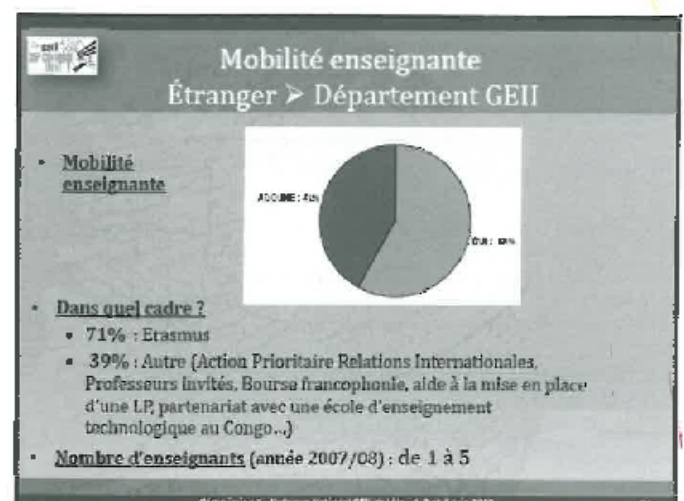 Mobilité enseignante
Étranger ➢ Département GEII
• Mobilité
enseignante
AUCUNE :
OUI :
• Dans quel cadre ?
• 71% : Erasmus
• 39% : Autre (Action Prioritaire Relations Internationales,
Professeurs invités, Bourse francophonie, aide à la mise en place
d'une LP, partenariat avec une école d'enseignement
technologique au Congo...)
• Nombre d'enseignants (année 2007/08) : de 1 à 5